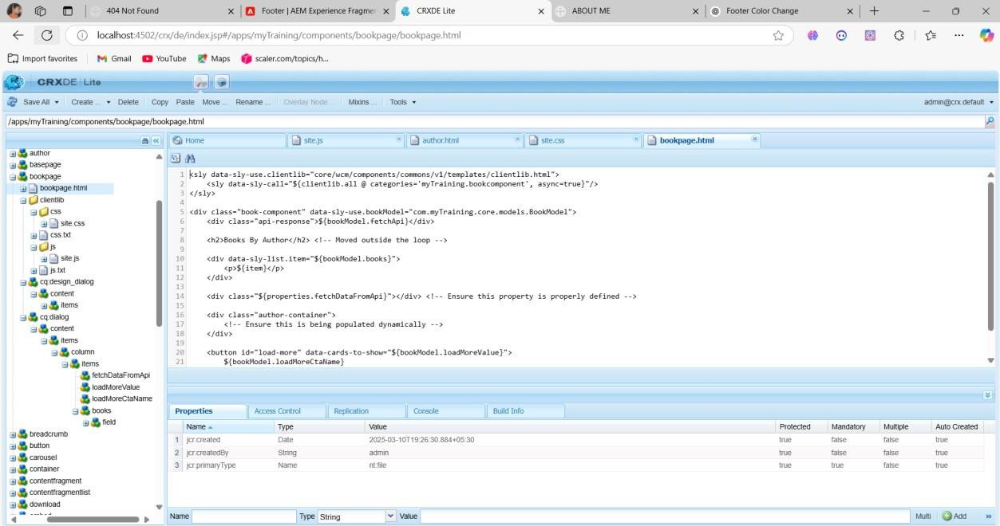 404 Not Found
Footer | AEM Experience Fragmen
CRXDE Lite
ABOUT ME
Footer Color Change
localhost:4502/crx/de/index.jsp#/apps/myTraining/components/bookpage/bookpage.html
Import favorites
Gmail
YouTube
Maps
scaler.com/topics/h...
CRXDE | Lite
Save All
Create ...
Delete
Copy
Paste
Move ...
Rename ...
Overlay Node ...
Mixins ...
Tools
admin@crx.default
/apps/myTraining/components/bookpage/bookpage.html
author
basepage
bookpage
bookpage.html
clientlib
css
site.css
css.txt
js
site.js
js.txt
cq:design_dialog
content
items
cq:dialog
content
items
column
items
fetchDataFromApi
loadMoreValue
loadMoreCtaName
books
field
breadcrumb
button
carousel
container
contentfragment
contentfragmentlist
download
Home
site.js
author.html
site.css
bookpage.html
1 <sly data-sly-use.clientlib="core/wcm/components/commons/v1/templates/clientlib.html">
2 <sly data-sly-call="${clientlib.all @ categories='myTraining.bookcomponent', async=true}"/>
3 </sly>
4
5 <div class="book-component" data-sly-use.bookModel="com.myTraining.core.models.BookModel">
6 <div class="api-response">${bookModel.fetchApi}</div>
7
8 <h2>Books By Author</h2> <!-- Moved outside the loop -->
9
10 <div data-sly-list.item="${bookModel.books}">
11 <p>${item}</p>
12 </div>
13
14 <div class="${properties.fetchDataFromApi}"></div> <!-- Ensure this property is properly defined -->
15
16 <div class="author-container">
17 <!-- Ensure this is being populated dynamically -->
18 </div>
19
20 <button id="load-more" data-cards-to-show="${bookModel.loadMoreValue}">
21 ${bookModel.loadMoreCtaName}
Properties
Access Control
Replication
Console
Build Info
Name Type Value Protected Mandatory Multiple Auto Created
1 jcr:created Date 2025-03-10T19:26:30.884+05:30 true false false true
2 jcr:createdBy String admin true false false true
3 jcr:primaryType Name nt:file true true false true
Name
Type
String
Value
Multi
Add